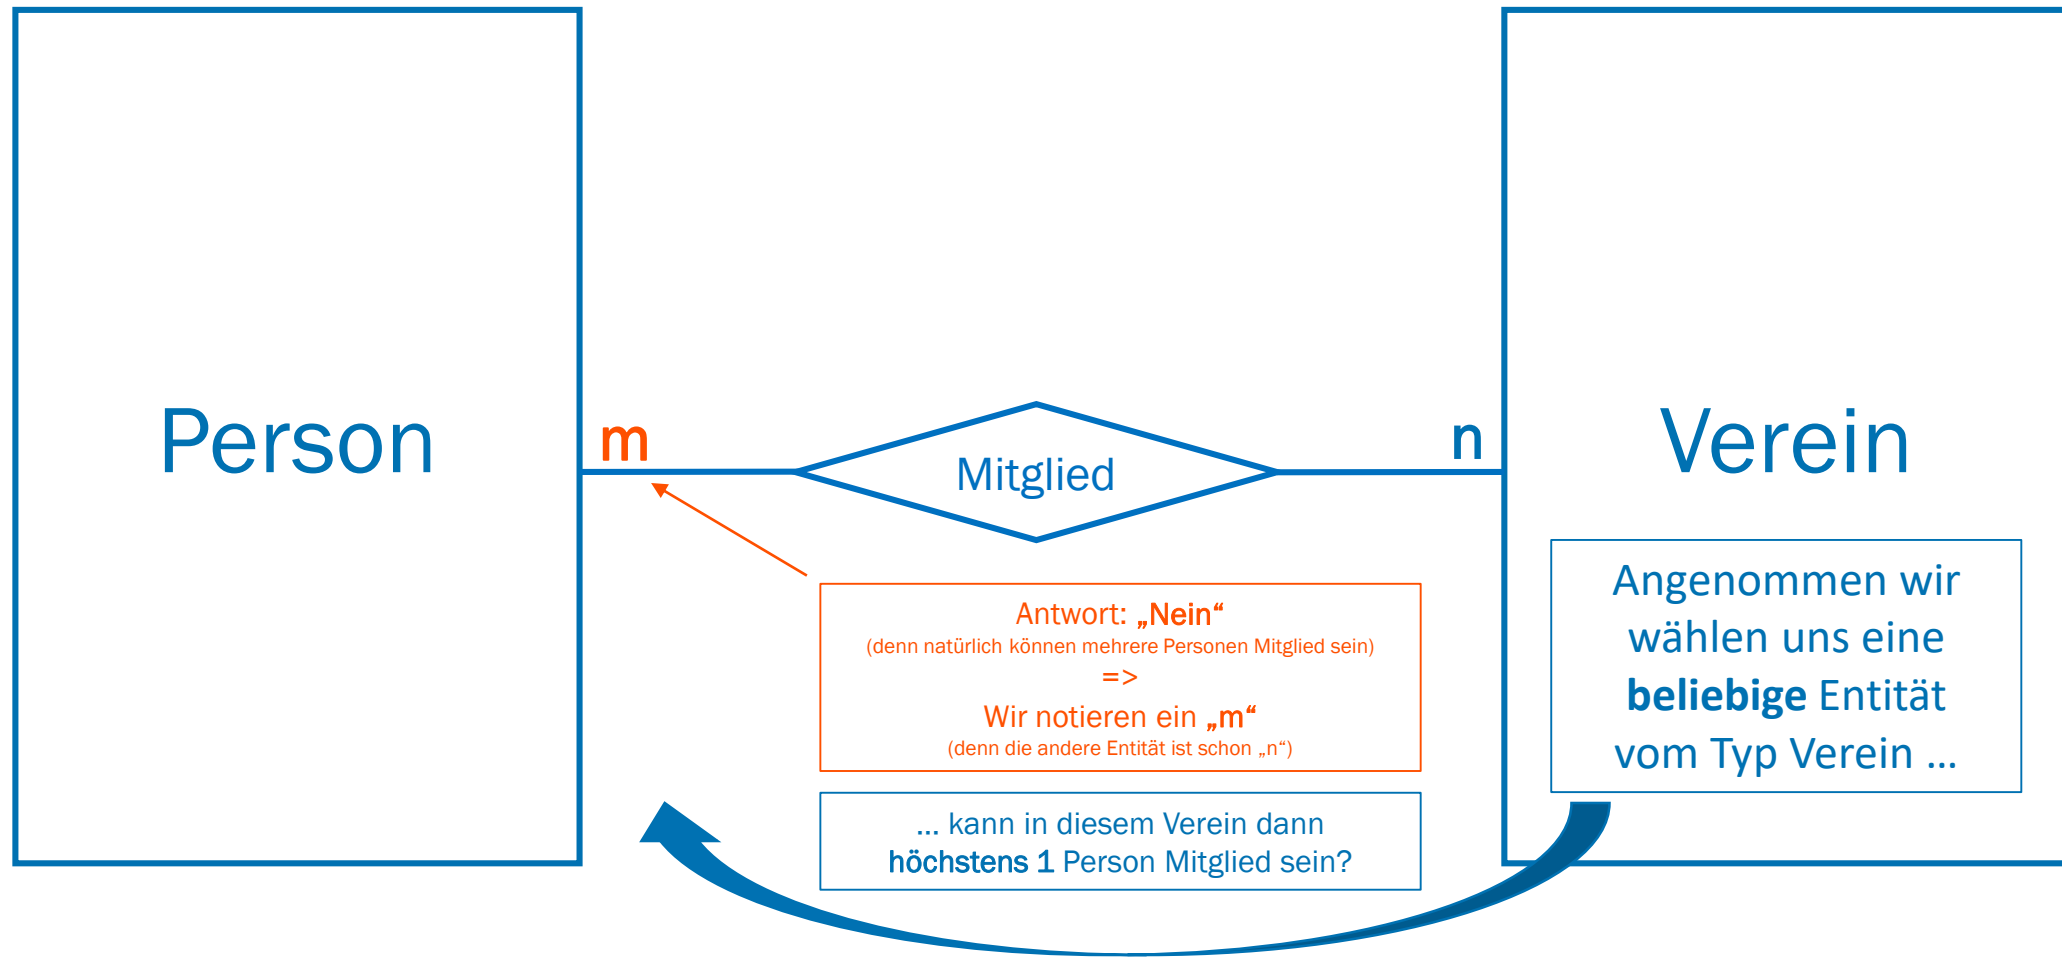 Person
m
Mitglied
n
Verein
Antwort: „Nein“
(denn natürlich können mehrere Personen Mitglied sein)
=>
Wir notieren ein „m“
(denn die andere Entität ist schon „n“)
... kann in diesem Verein dann
höchstens 1 Person Mitglied sein?
Angenommen wir
wählen uns eine
beliebige Entität
vom Typ Verein ...